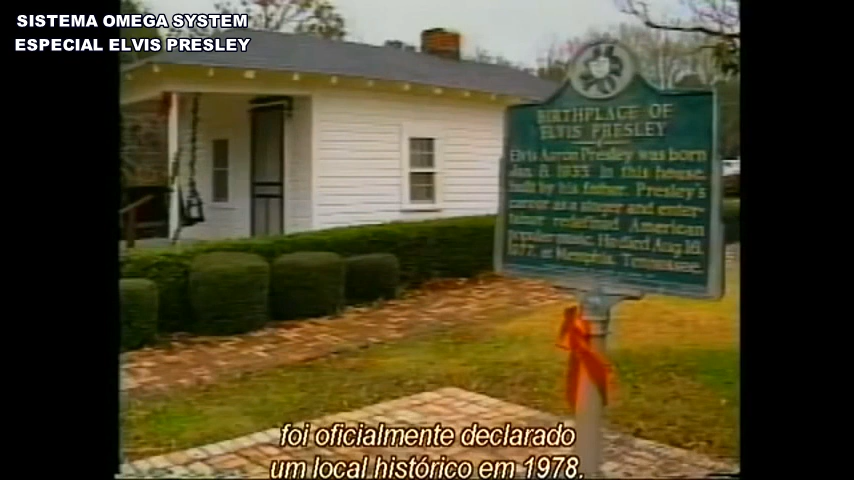 SISTEMA OMEGA SYSTEM
ESPECIAL ELVIS PRESLEY
BIRTHPLACE OF
ELVIS PRESLEY
Elvis Aaron Presley was born
Jan. 8, 1935, in this house,
built by his father. Presley's
career as a singer and enter-
tainer redefined American
popular music. He died Aug. 16,
1977, at Memphis, Tennessee.
foi oficialmente declarado
um local histórico em 1978.